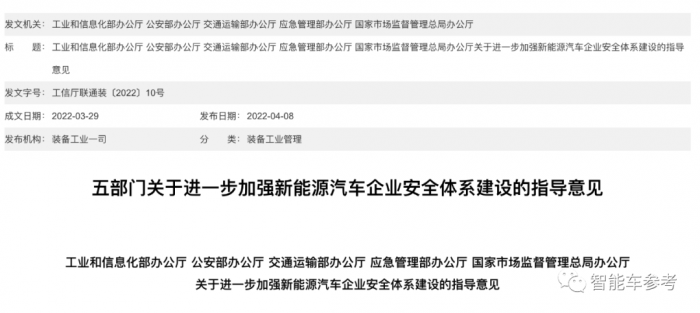 发文机关： 工业和信息化部办公厅 公安部办公厅 交通运输部办公厅 应急管理部办公厅 国家市场监督管理总局办公厅
标 题： 工业和信息化部办公厅 公安部办公厅 交通运输部办公厅 应急管理部办公厅 国家市场监督管理总局办公厅关于进一步加强新能源汽车企业安全体系建设的指导
意见
发文字号： 工信厅联通装〔2022〕10号
成文日期： 2022-03-29 发布日期： 2022-04-08
发布机构： 装备工业一司 分 类： 装备工业管理
五部门关于进一步加强新能源汽车企业安全体系建设的指导意见
工业和信息化部办公厅 公安部办公厅 交通运输部办公厅 应急管理部办公厅 国家市场监督管理总局办公厅
关于进一步加强新能源汽车企业安全体系建设的指导意见
智能车参考